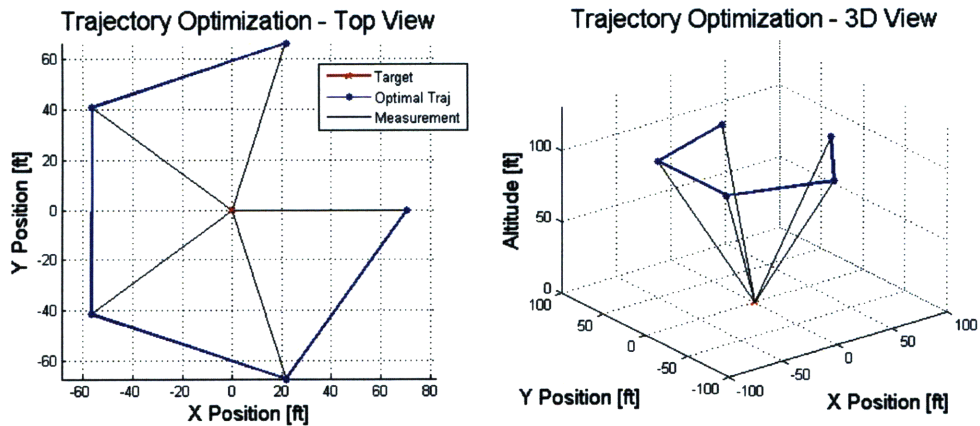 Trajectory Optimization - Top View
60
40
20
0
-20
-40
-60
-60 -40 -20 0 20 40 60 80
Y Position [ft]
X Position [ft]
Target
Optimal Traj
Measurement
Trajectory Optimization - 3D View
100
50
0
Altitude [ft]
100
50
0
-50
-100
Y Position [ft]
-100
-50
0
50
100
X Position [ft]